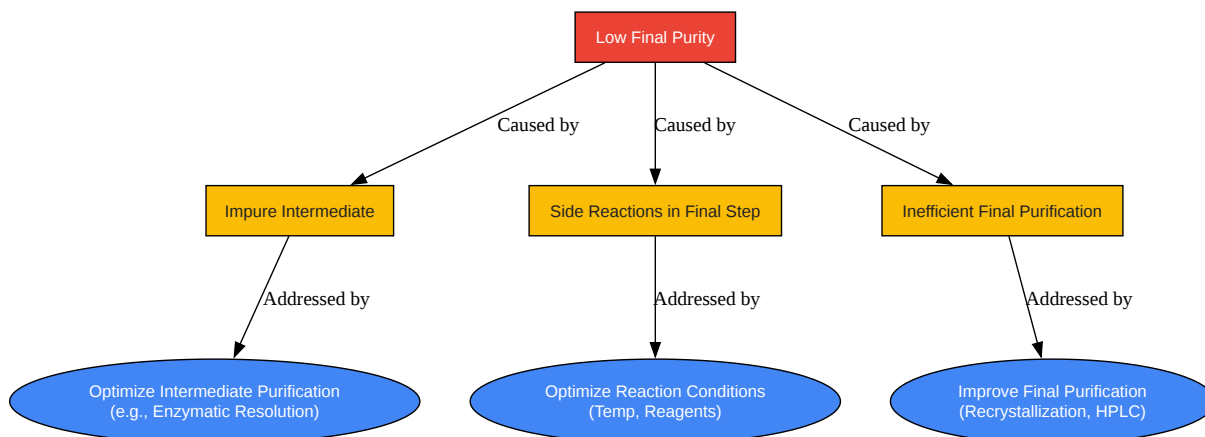 Low Final Purity
Caused by
Caused by
Caused by
Impure Intermediate
Side Reactions in Final Step
Inefficient Final Purification
Addressed by
Addressed by
Addressed by
Optimize Intermediate Purification
(e.g., Enzymatic Resolution)
Optimize Reaction Conditions
(Temp, Reagents)
Improve Final Purification
(Recrystallization, HPLC)